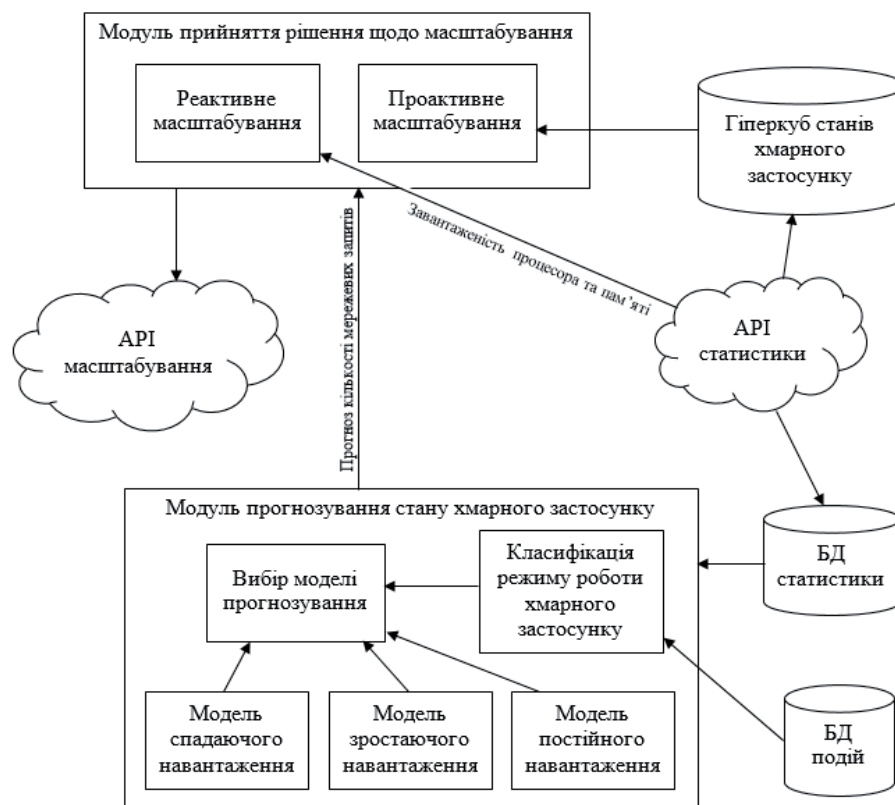 Модуль прийняття рішення щодо масштабування
Реактивне
масштабування
Проактивне
масштабування
Гіперкуб станів
хмарного
застосунку
Завантаженість процесора та пам’яті
Прогноз кількості мережевих запитів
АРІ
масштабування
АРІ
статистики
Модуль прогнозування стану хмарного застосунку
Вибір моделі
прогнозування
Класифікація
режиму роботи
хмарного
застосунку
БД
статистики
Модель
спадаючого
навантаження
Модель
зростаючого
навантаження
Модель
постійного
навантаження
БД
подій